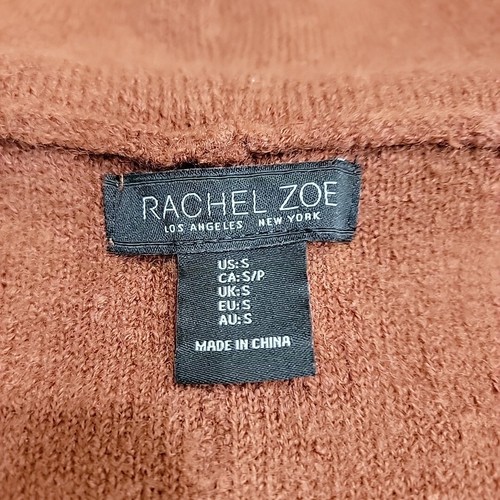 RACHEL ZOE
LOS ANGELES NEW YORK
US: S
CA: S/P
UK: S
EU: S
AU: S
MADE IN CHINA